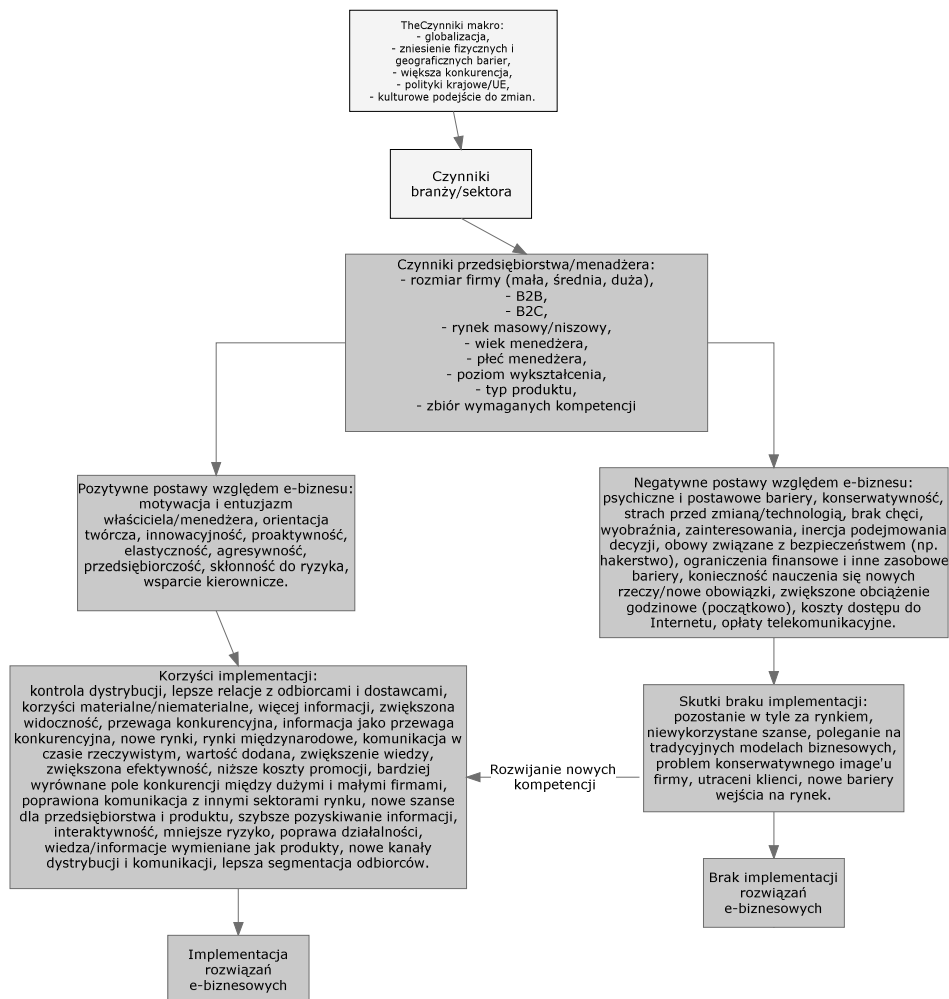 TheCzynniki makro:
- globalizacja,
- zniesienie fizycznych i
geograficznych barier,
- większa konkurencja,
- polityki krajowe/UE,
- kulturowe podejście do zmian.
Czynniki
branży/sektora
Czynniki przedsiębiorstwa/menadżera:
- rozmiar firmy (mała, średnia, duża),
- B2B,
- B2C,
- rynek masowy/niszowy,
- wiek menedżera,
- płeć menedżera,
- poziom wykształcenia,
- typ produktu,
- zbiór wymaganych kompetencji
Pozytywne postawy względem e-biznesu:
motywacja i entuzjazm
właściciela/menedżera, orientacja
twórcza, innowacyjność, proaktywność,
elastyczność, agresywność,
przedsiębiorczość, skłonność do ryzyka,
wsparcie kierownicze.
Negatywne postawy względem e-biznesu:
psychiczne i postawowe bariery, konserwatywność,
strach przed zmianą/technologią, brak chęci,
wyobraźnia, zainteresowania, inercja podejmowania
decyzji, obowy związane z bezpieczeństwem (np.
hakerstwo), ograniczenia finansowe i inne zasobowe
bariery, konieczność nauczenia się nowych
rzeczy/nowe obowiązki, zwiększone obciążenie
godzinowe (początkowo), koszty dostępu do
Internetu, opłaty telekomunikacyjne.
Korzyści implementacji:
kontrola dystrybucji, lepsze relacje z odbiorcami i dostawcami,
korzyści materialne/niematerialne, więcej informacji, zwiększona
widoczność, przewaga konkurencyjna, informacja jako przewaga
konkurencyjna, nowe rynki, rynki międzynarodowe, komunikacja w
czasie rzeczywistym, wartość dodana, zwiększenie wiedzy,
zwiększona efektywność, niższe koszty promocji, bardziej
wyrównane pole konkurencji między dużymi i małymi firmami,
poprawiona komunikacja z innymi sektorami rynku, nowe szanse
dla przedsiębiorstwa i produktu, szybsze pozyskiwanie informacji,
interaktywność, mniejsze ryzyko, poprawa działalności,
wiedza/informacje wymieniane jak produkty, nowe kanały
dystrybucji i komunikacji, lepsza segmentacja odbiorców.
Rozwijanie nowych
kompetencji
Skutki braku implementacji:
pozostanie w tyle za rynkiem,
niewykorzystane szanse, poleganie na
tradycyjnych modelach biznesowych,
problem konserwatywnego image'u
firmy, utraceni klienci, nowe bariery
wejścia na rynek.
Brak implementacji
rozwiązań
e-biznesowych
Implementacja
rozwiązań
e-biznesowych